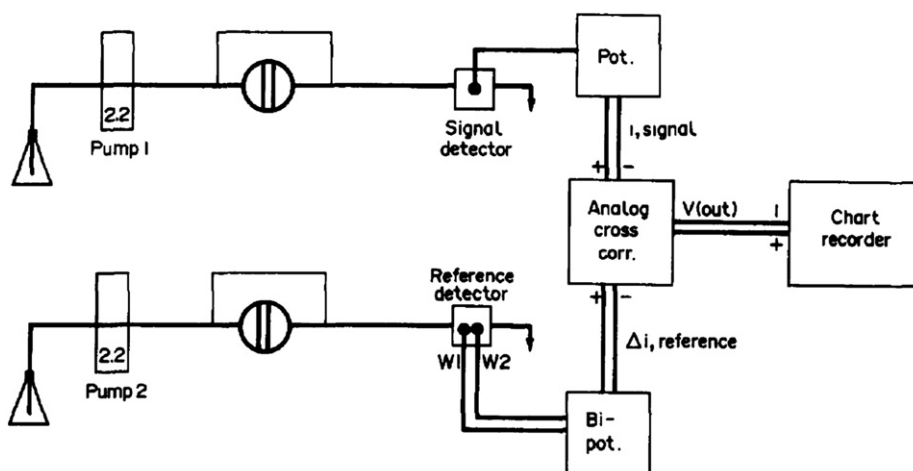 Pot.
2.2
Pump 1
Signal
detector
i, signal
+ -
Analog
cross
corr.
V(out)
I
+
Chart
recorder
Reference
detector
+ -
Δi, reference
2.2
Pump 2
W1 W2
Bi-
pot.